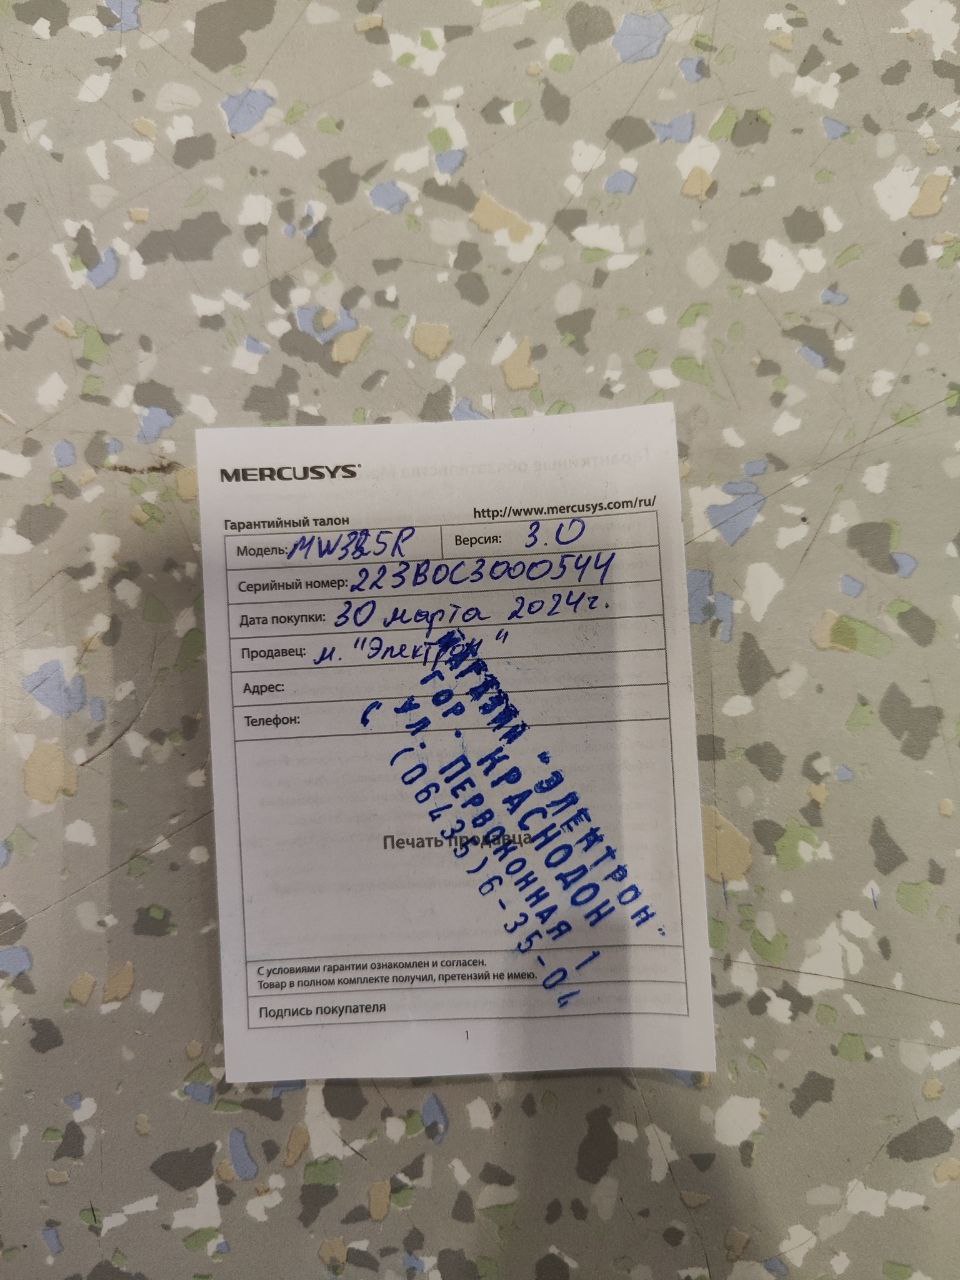 MERCUSYS
Гарантийный талон
http://www.mercusys.com/ru/
Модель: MW325R
Версия: 3.0
Серийный номер: 223B0C3000544
Дата покупки: 30 марта 2024г.
Продавец: м. "Электрон"
Адрес:
Телефон:
МАГАЗИН "ЭЛЕКТРОН"
ГОР. КРАСНОДОН
УЛ. ПЕРВОКОННАЯ 1
(06435)6-35-04
Печать продавца
С условиями гарантии ознакомлен и согласен.
Товар в полном комплекте получил, претензий не имею.
Подпись покупателя
1